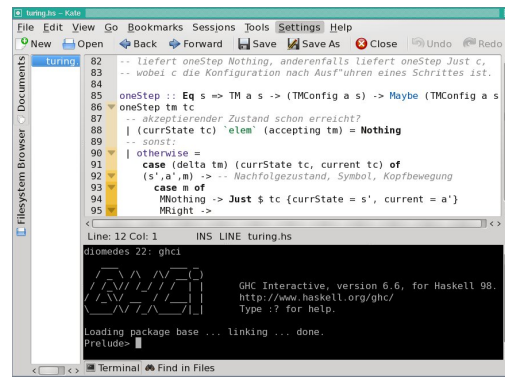 turing.hs - Kate
File Edit View Go Bookmarks Sessions Tools Settings Help
New Open Back Forward Save Save As Close Undo Redo
Documents
Filesystem Browser
turing.
82 -- liefert oneStep Nothing, anderenfalls liefert oneStep Just c,
83 -- wobei c die Konfiguration nach Ausf"uhren eines Schrittes ist.
84
85 oneStep :: Eq s => TM a s -> (TMConfig a s) -> Maybe (TMConfig a s
86 oneStep tm tc
87 -- akzeptierender Zustand schon erreicht?
88 | (currState tc) `elem` (accepting tm) = Nothing
89 -- sonst:
90 | otherwise =
91 case (delta tm) (currState tc, current tc) of
92 (s',a',m) -> -- Nachfolgezustand, Symbol, Kopfbewegung
93 case m of
94 MNothing -> Just $ tc {currState = s', current = a'}
95 MRight ->
Line: 12 Col: 1 INS LINE turing.hs
diomedes 22: ghci
GHC Interactive, version 6.6, for Haskell 98.
http://www.haskell.org/ghc/
Type :? for help.
Loading package base ... linking ... done.
Prelude>
Terminal Find in Files